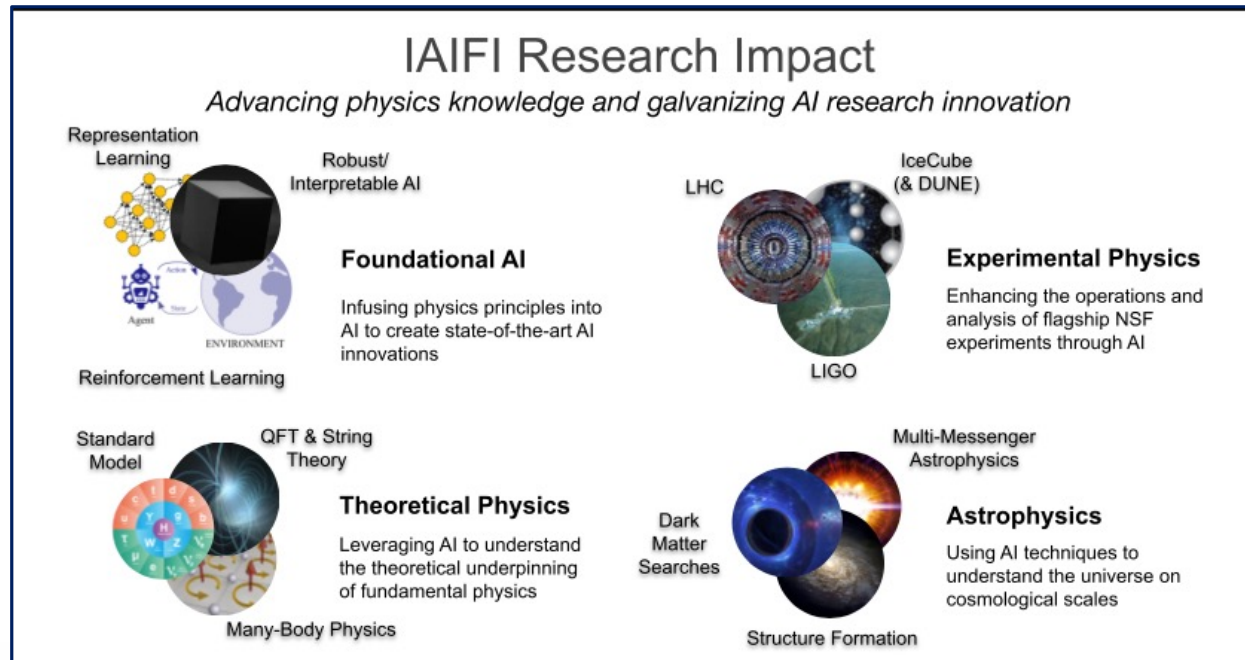 IAIFI Research Impact
Advancing physics knowledge and galvanizing AI research innovation
Representation
Learning
Robust/
Interpretable AI
Action
Agent
ENVIRONMENT
Reinforcement Learning
Foundational AI
Infusing physics principles into
AI to create state-of-the-art AI
innovations
LHC
IceCube
(& DUNE)
LIGO
Experimental Physics
Enhancing the operations and
analysis of flagship NSF
experiments through AI
Standard
Model
QFT & String
Theory
c
t
d
s
u
b
γ
g
H
W
Z
τ
μ
e
Many-Body Physics
Theoretical Physics
Leveraging AI to understand
the theoretical underpinning
of fundamental physics
Multi-Messenger
Astrophysics
Dark
Matter
Searches
Structure Formation
Astrophysics
Using AI techniques to
understand the universe on
cosmological scales